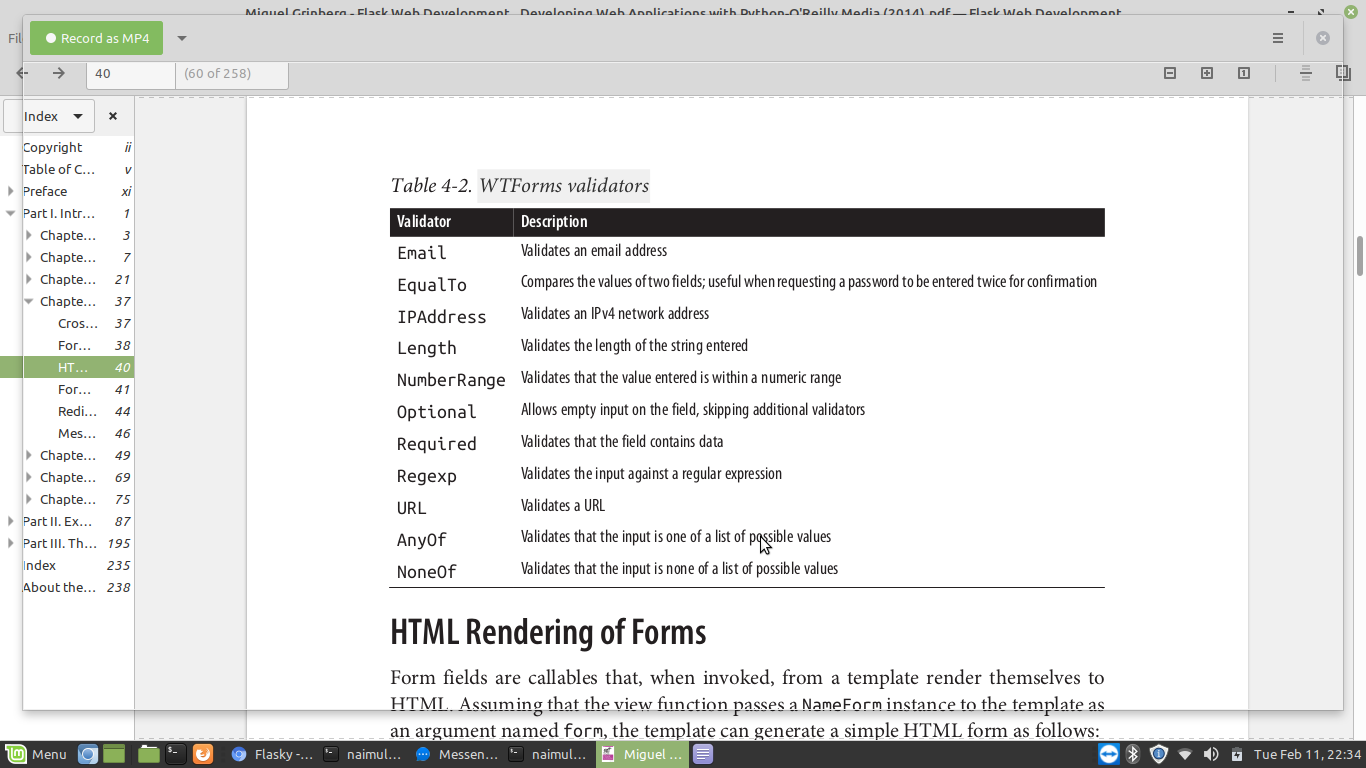 Miguel Grinberg - Flask Web Development_ Developing Web Applications with Python-O'Reilly Media (2014).pdf — Flask Web Development
Fil
Record as MP4
40
(60 of 258)
1
Index
Copyright ii
Table of C... v
Preface xi
Part I. Intr... 1
Chapte... 3
Chapte... 7
Chapte... 21
Chapte... 37
Cros... 37
For... 38
HT... 40
For... 41
Redi... 44
Mes... 46
Chapte... 49
Chapte... 69
Chapte... 75
Part II. Ex... 87
Part III. Th... 195
Index 235
About the... 238
Table 4-2. WTForms validators
Validator Description
Email Validates an email address
EqualTo Compares the values of two fields; useful when requesting a password to be entered twice for confirmation
IPAddress Validates an IPv4 network address
Length Validates the length of the string entered
NumberRange Validates that the value entered is within a numeric range
Optional Allows empty input on the field, skipping additional validators
Required Validates that the field contains data
Regexp Validates the input against a regular expression
URL Validates a URL
AnyOf Validates that the input is one of a list of possible values
NoneOf Validates that the input is none of a list of possible values
HTML Rendering of Forms
Form fields are callables that, when invoked, from a template render themselves to
HTML. Assuming that the view function passes a NameForm instance to the template as
an argument named form, the template can generate a simple HTML form as follows:
Menu
Flasky -...
naimul...
Messen...
naimul...
Miguel ...
Tue Feb 11, 22:34